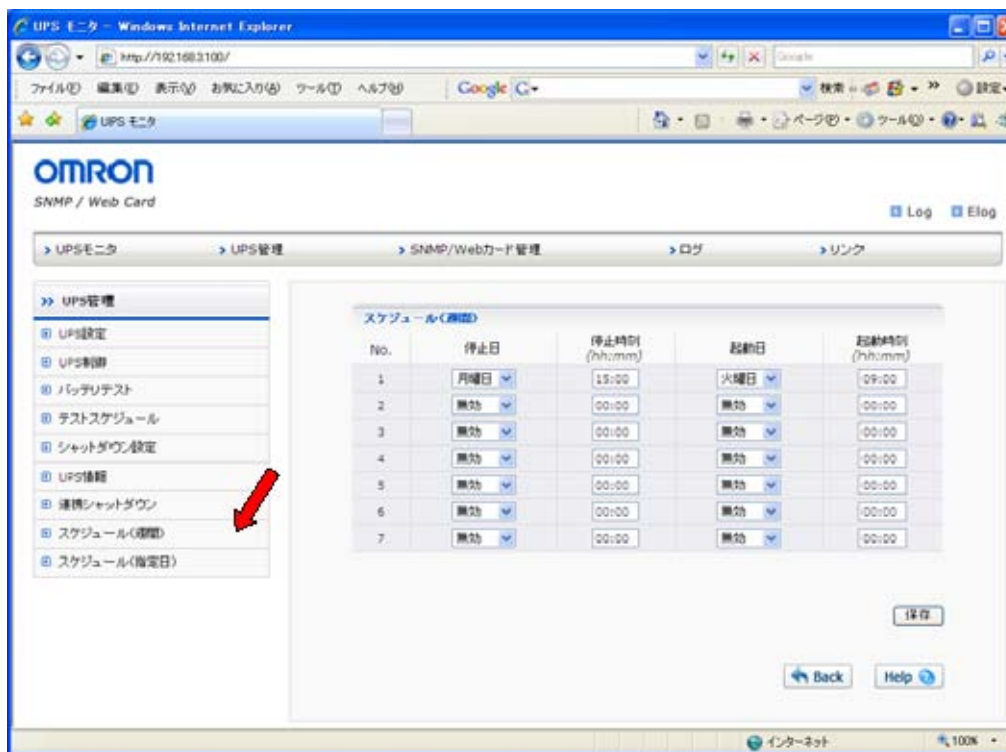 UPS モニタ - Windows Internet Explorer
http://192.168.3.100/
Google
ファイル(F) 編集(E) 表示(V) お気に入り(A) ツール(T) ヘルプ(H)
Google G 検索 » 設定
UPS モニタ ページ(P) ツール(O)
OMRON
SNMP / Web Card
Log Elog
UPSモニタ UPS管理 SNMP/Webカード管理 ログ リンク
UPS管理
UPS設定
UPS制御
バッテリテスト
テストスケジュール
シャットダウン設定
UPS情報
連携シャットダウン
スケジュール(週間)
スケジュール(指定日)
スケジュール(週間)
No. 停止日 停止時刻 (hh:mm) 起動日 起動時刻 (hh:mm)
1 月曜日 15:00 火曜日 09:00
2 無効 00:00 無効 00:00
3 無効 00:00 無効 00:00
4 無効 00:00 無効 00:00
5 無効 00:00 無効 00:00
6 無効 00:00 無効 00:00
7 無効 00:00 無効 00:00
保存
Back Help
インターネット 100%